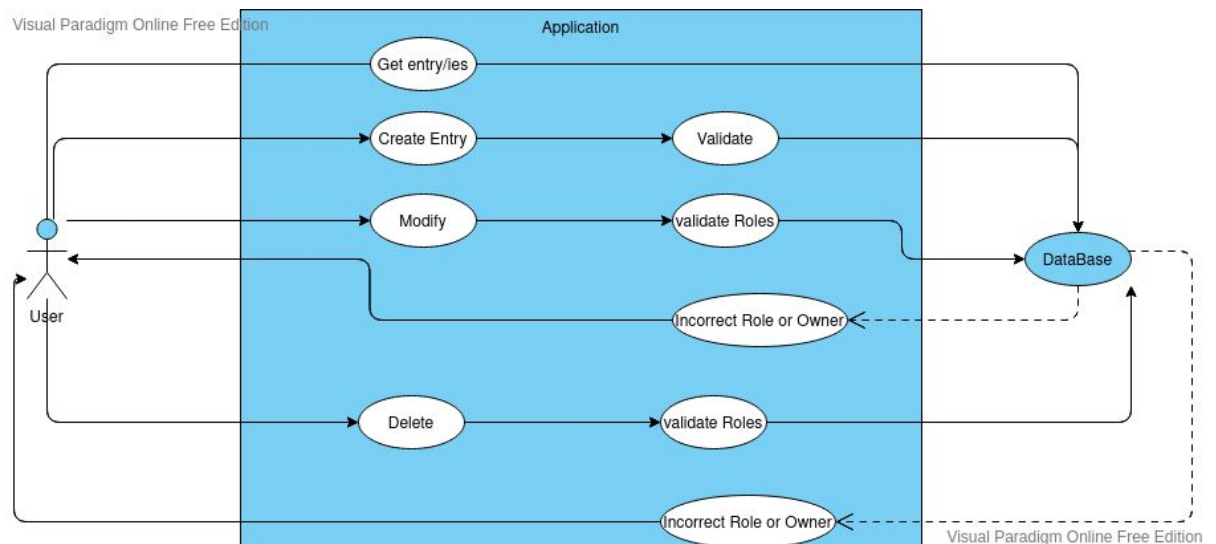 Visual Paradigm Online Free Edition
Application
Get entry/ies
Create Entry
Validate
Modify
validate Roles
DataBase
User
Incorrect Role or Owner
Delete
validate Roles
Incorrect Role or Owner
Visual Paradigm Online Free Edition